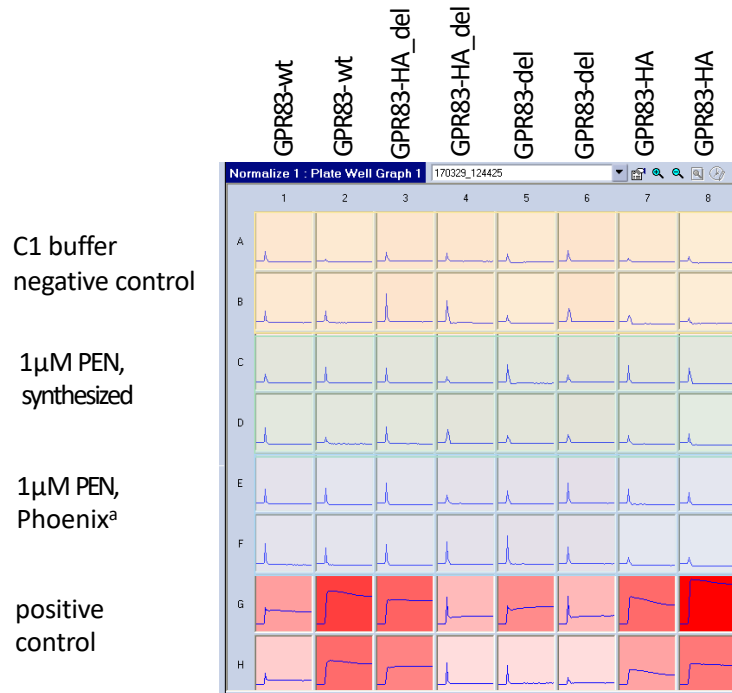 GPR83-wt
GPR83- wt
GPR83-HA_del
GPR83-HA_del
GPR83-del
GPR83-del
GPR83-HA
GPR83-HA
Normalize 1 : Plate Well Graph 1 170329_124425
1 2 3 4 5 6 7 8
A
C1 buffer
negative control
B
1µM PEN,
synthesized
C
D
1µM PEN,
Phoenixª
E
F
positive
control
G
H